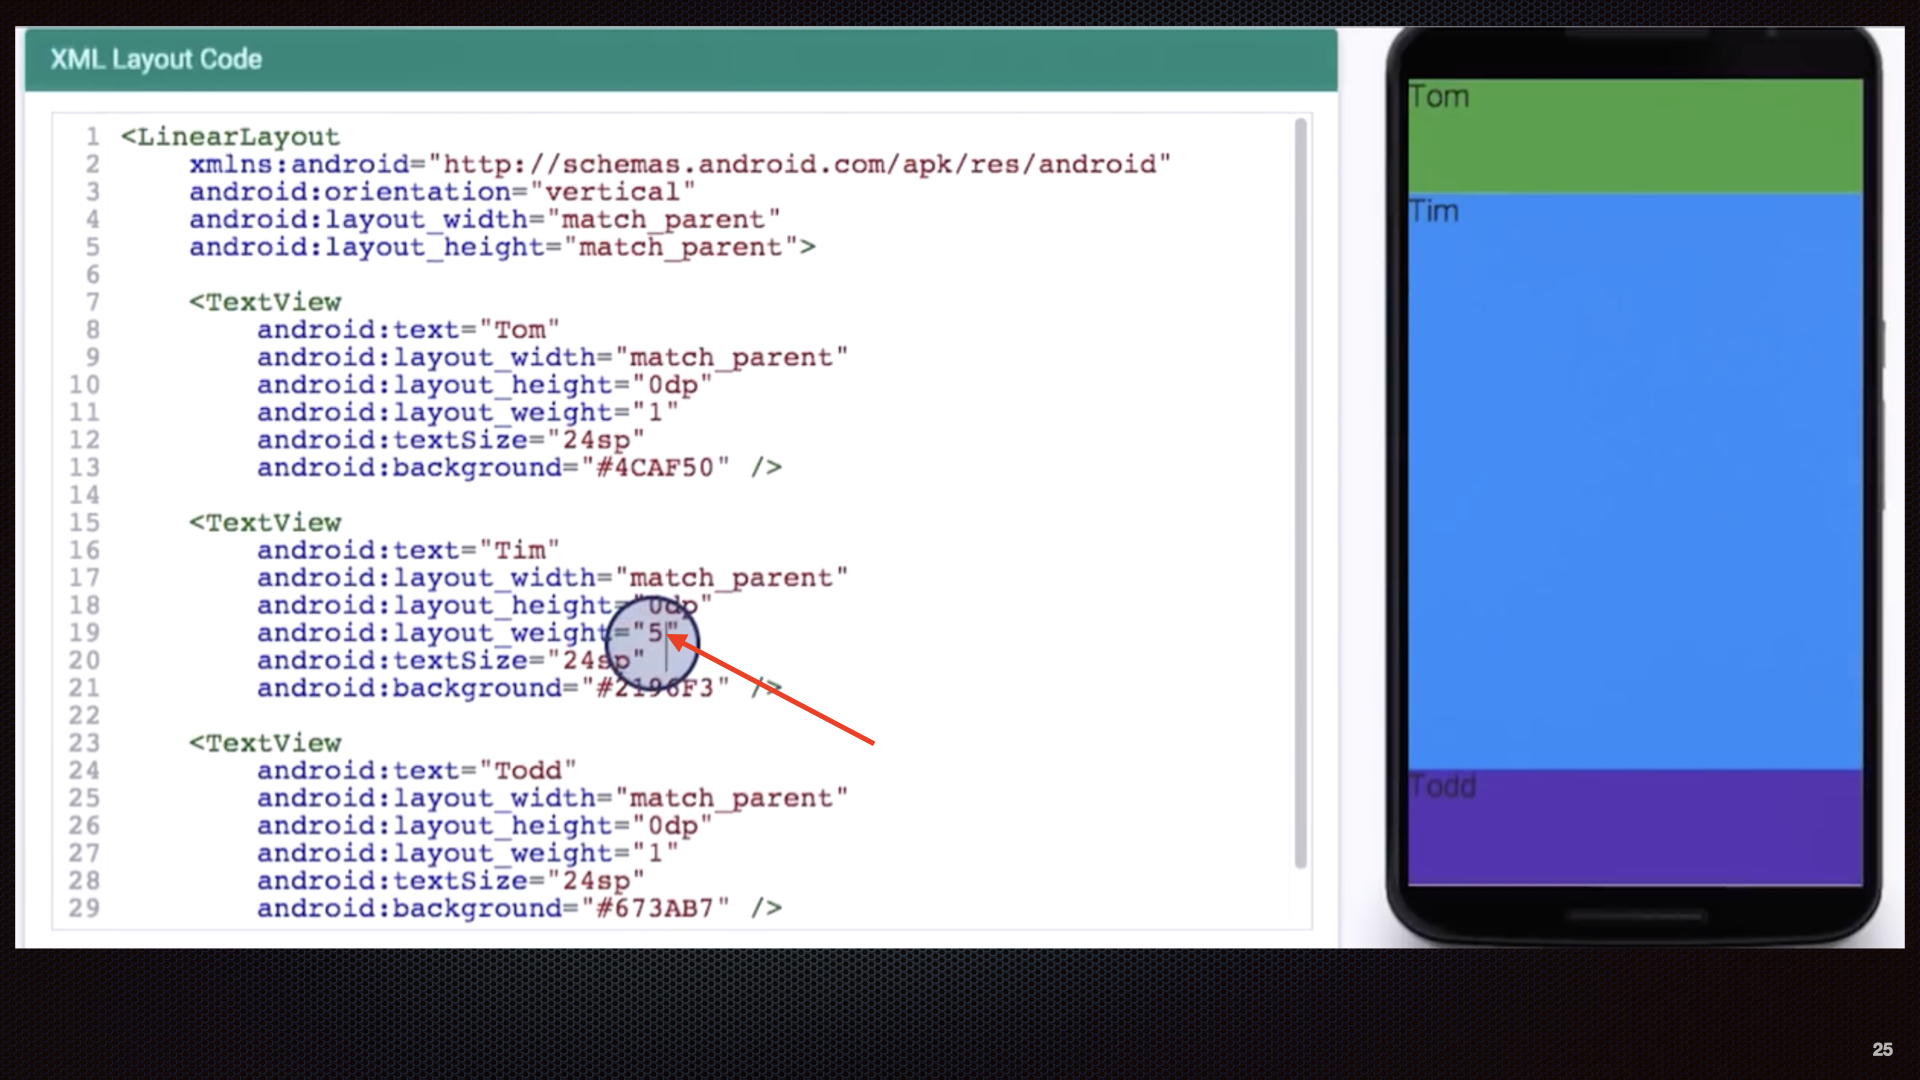 XML Layout Code
1 <LinearLayout
2 xmlns:android="http://schemas.android.com/apk/res/android"
3 android:orientation="vertical"
4 android:layout_width="match_parent"
5 android:layout_height="match_parent">
6
7 <TextView
8 android:text="Tom"
9 android:layout_width="match_parent"
10 android:layout_height="0dp"
11 android:layout_weight="1"
12 android:textSize="24sp"
13 android:background="#4CAF50" />
14
15 <TextView
16 android:text="Tim"
17 android:layout_width="match_parent"
18 android:layout_height="0dp"
19 android:layout_weight="5"
20 android:textSize="24sp"
21 android:background="#2196F3" />
22
23 <TextView
24 android:text="Todd"
25 android:layout_width="match_parent"
26 android:layout_height="0dp"
27 android:layout_weight="1"
28 android:textSize="24sp"
29 android:background="#673AB7" />
Tom
Tim
Todd
25